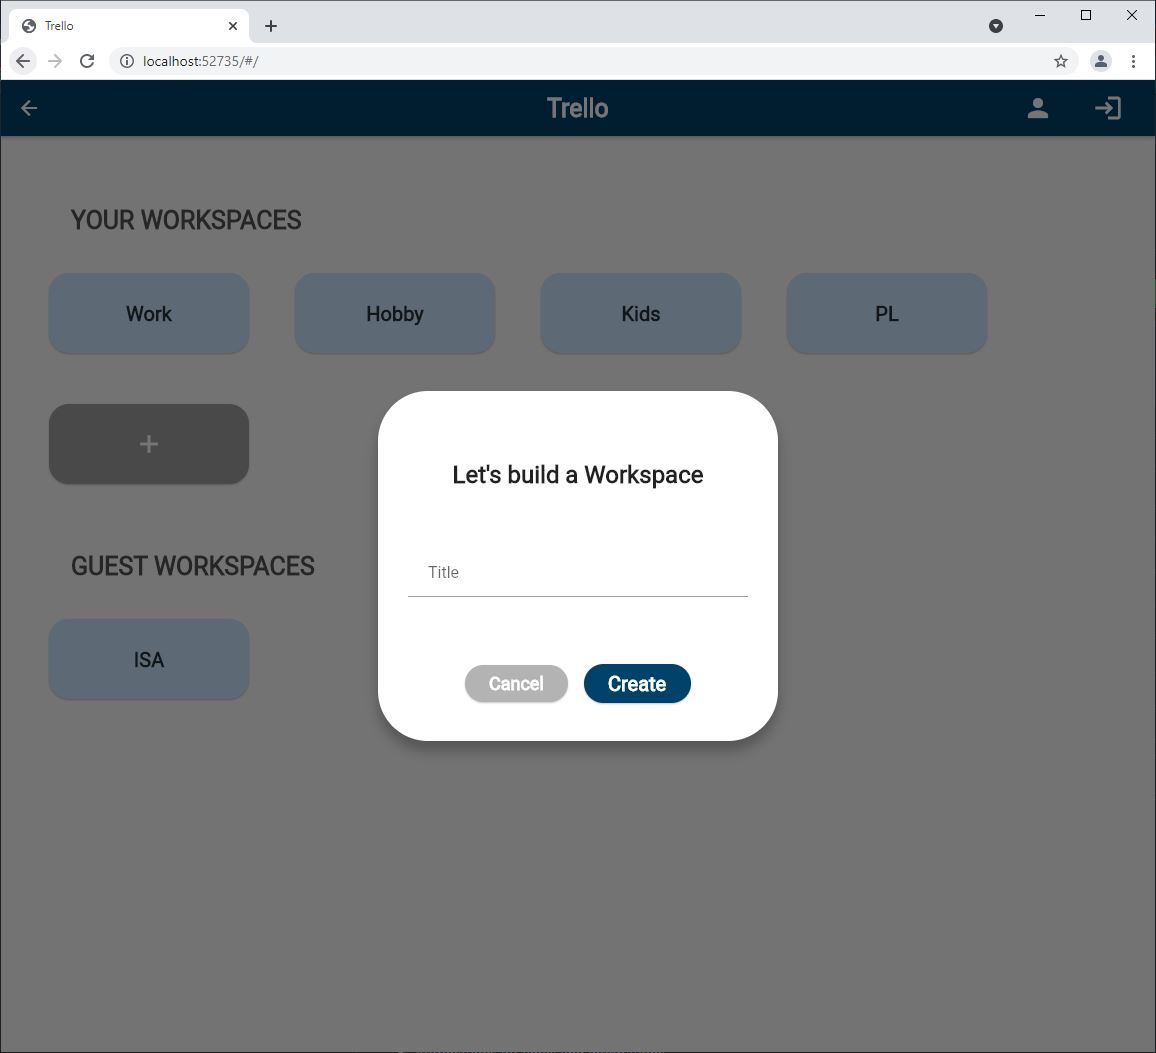 Trello
localhost:52735/#/
Trello
YOUR WORKSPACES
Work
Hobby
Kids
PL
+
Let's build a Workspace
Title
Cancel
Create
GUEST WORKSPACES
ISA